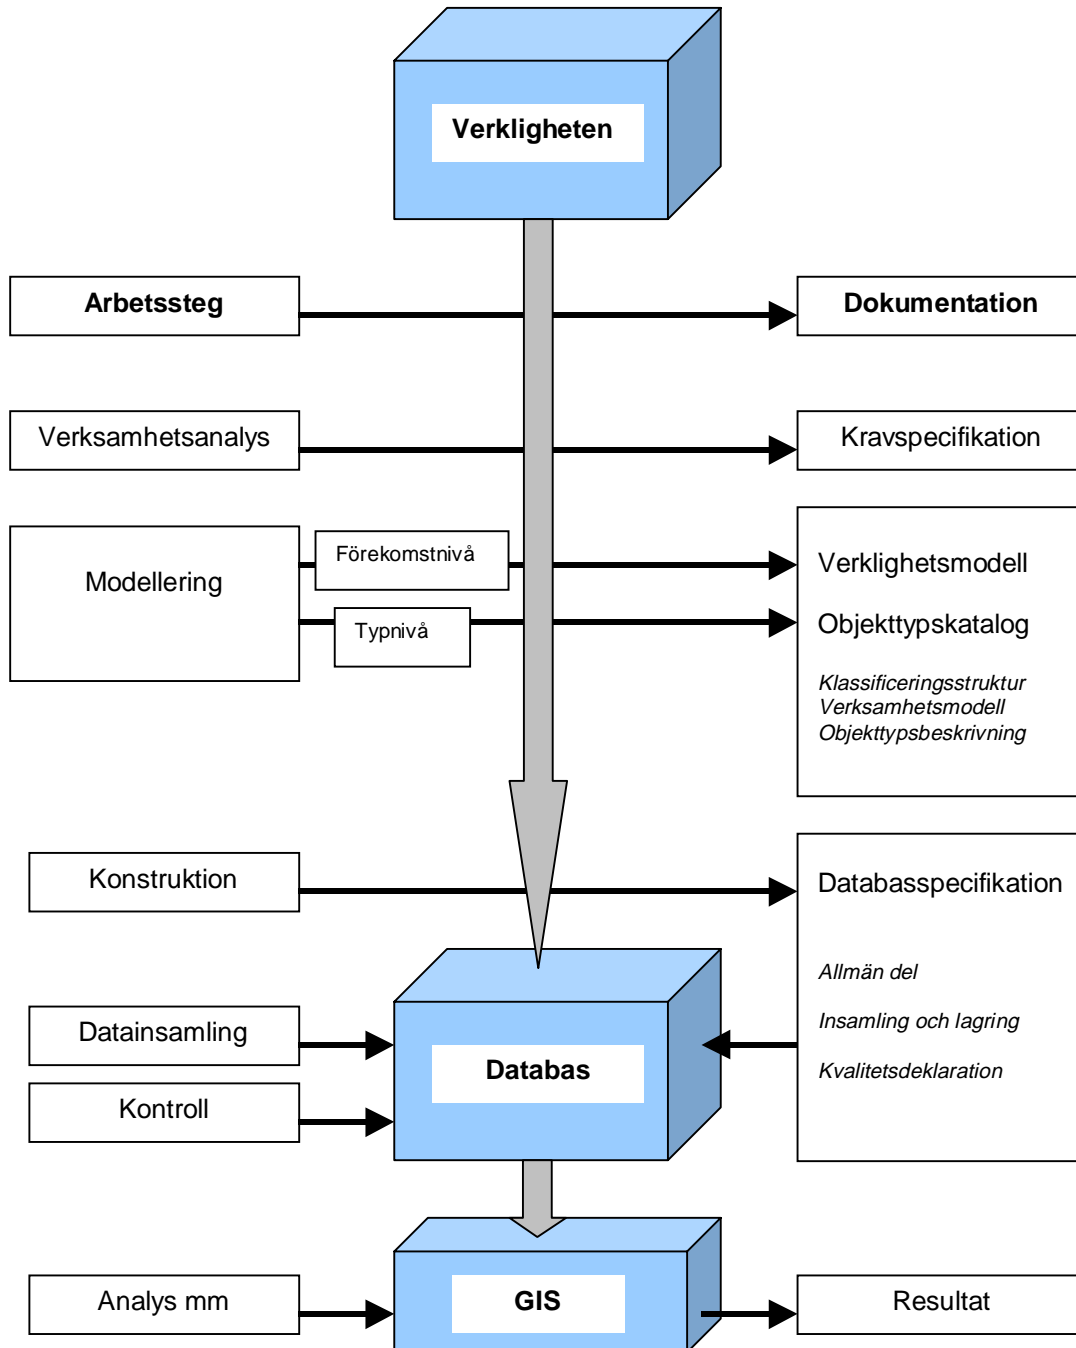 Verkligheten
Arbetssteg
Dokumentation
Verksamhetsanalys
Kravspecifikation
Modellering
Förekomstnivå
Typnivå
Verklighetsmodell
Objekttypskatalog
Klassificeringsstruktur
Verksamhetsmodell
Objekttypsbeskrivning
Konstruktion
Databasspecifikation
Allmän del
Insamling och lagring
Kvalitetsdeklaration
Datainsamling
Kontroll
Databas
Analys mm
GIS
Resultat